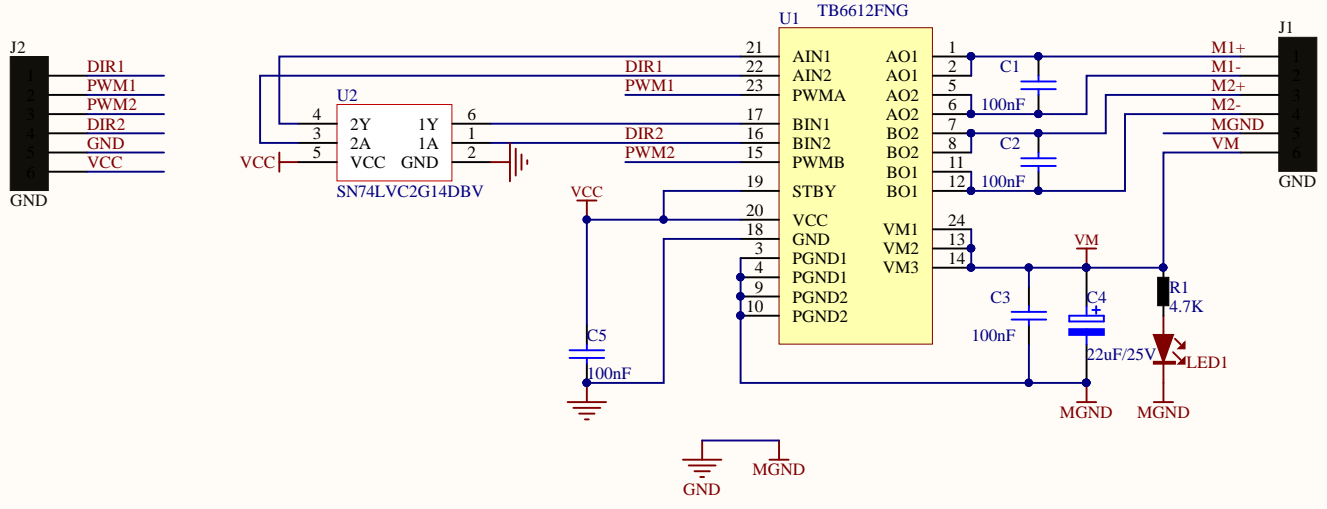 J2
1
DIR1
2
PWM1
3
PWM2
4
DIR2
5
GND
6
VCC
GND
U2
4 2Y 1Y 6
3 2A 1A 1
VCC 5 VCC GND 2
SN74LVC2G14DBV
U1 TB6612FNG
21 AIN1 AO1 1
DIR1 22 AIN2 AO1 2
PWM1 23 PWMA AO2 5
AO2 6
17 BIN1 BO2 7
DIR2 16 BIN2 BO2 8
PWM2 15 PWMB BO1 11
19 STBY BO1 12
20 VCC VM1 24
18 GND VM2 13
3 PGND1 VM3 14
4 PGND1
9 PGND2
10 PGND2
VCC
C5
100nF
C1
100nF
C2
100nF
J1
M1+ 1
M1- 2
M2+ 3
M2- 4
MGND 5
VM 6
GND
VM
C3
100nF
C4
+
22uF/25V
R1
4.7K
LED1
MGND
MGND
GND
MGND